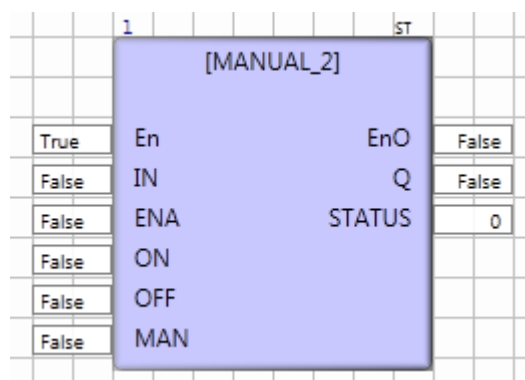 1 ST
[MANUAL_2]
True En EnO False
False IN Q False
False ENA STATUS 0
False ON
False OFF
False MAN